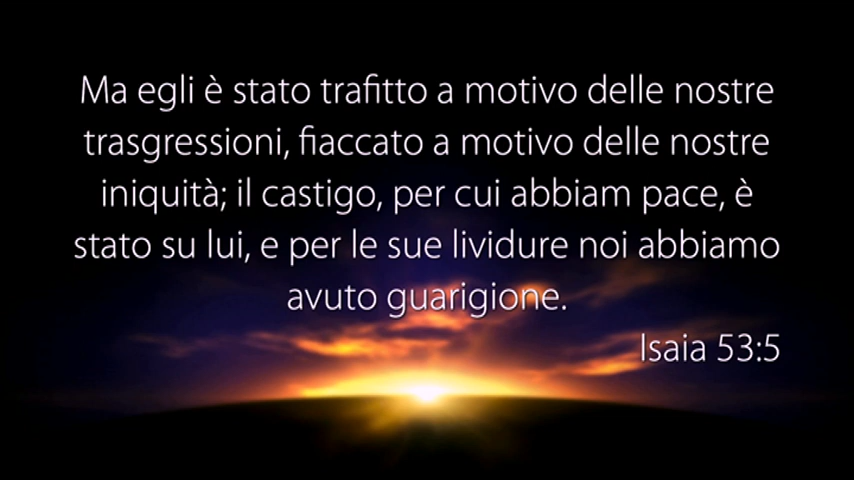 Ma egli è stato trafitto a motivo delle nostre
trasgressioni, fiaccato a motivo delle nostre
iniquità; il castigo, per cui abbiam pace, è
stato su lui, e per le sue lividure noi abbiamo
avuto guarigione.
Isaia 53:5